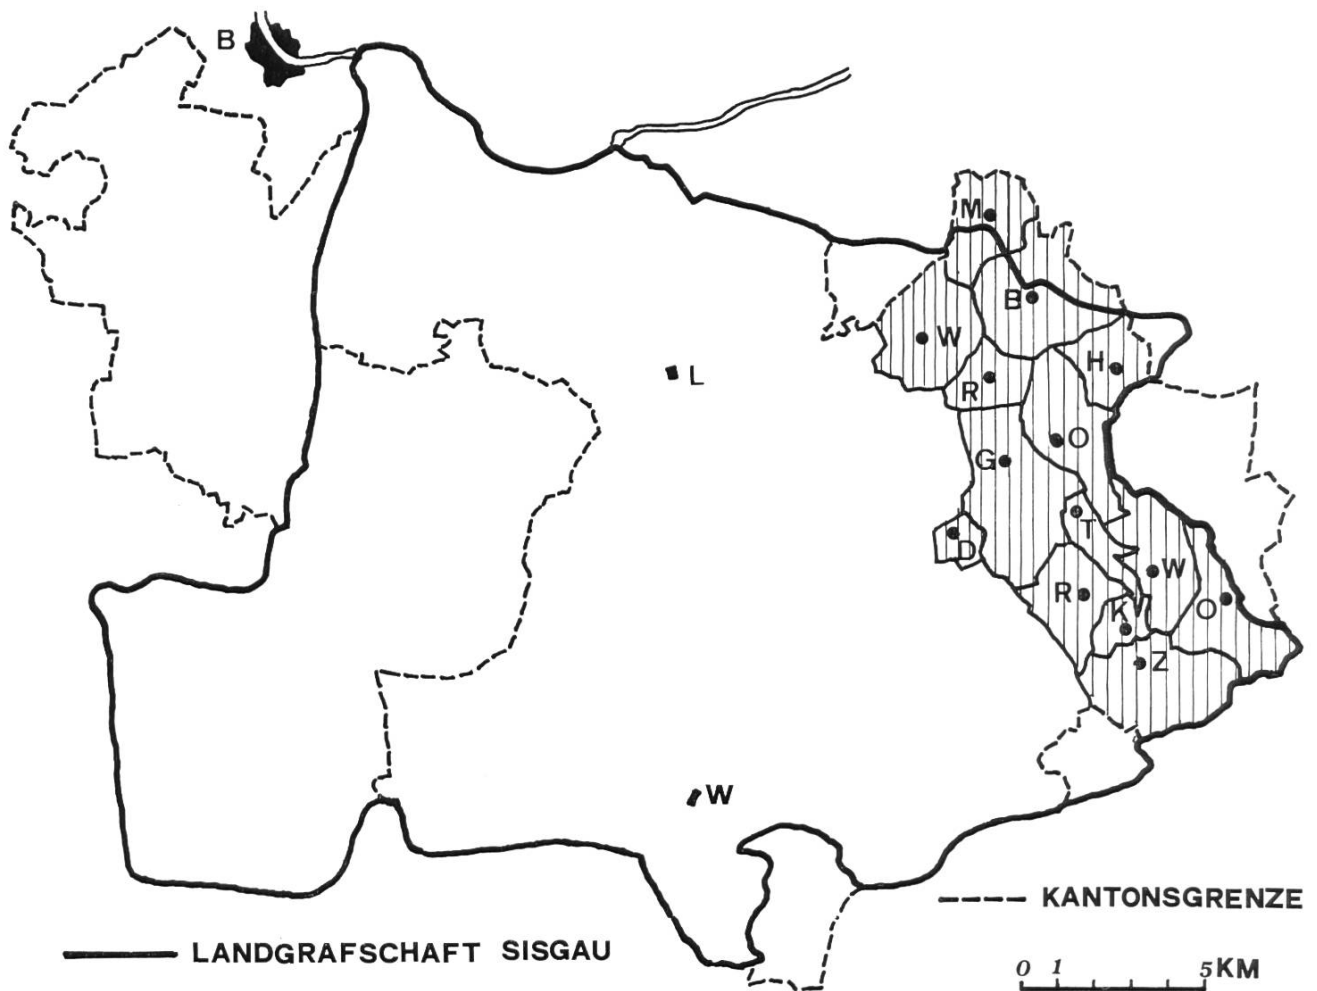 B
M
B
W
H
L
R
O
G
T
D
W
R
K
O
Z
W
KANTONSGRENZE
LANDGRAFSCHAFT SISGAU
0 1 5 KM